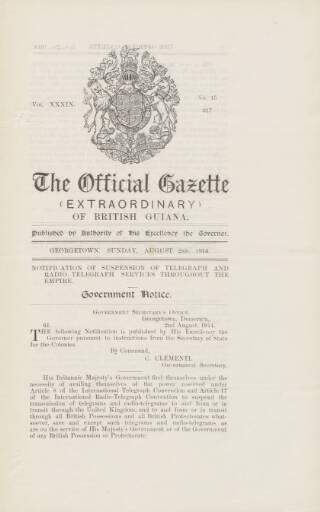 Vol. XXXIX.
No. 15
The Official Gazette
(EXTRAORDINARY)
OF BRITISH GUIANA.
Published by Authority of His Excellency the Governor.
GEORGETOWN, SUNDAY, AUGUST 2nd, 1914.
NOTIFICATION OF SUSPENSION OF TELEGRAPH AND
RADIO TELEGRAPH SERVICES THROUGHOUT THE
EMPIRE.
Government Notice.
Government Secretary's Office,
Georgetown, Demerara,
2nd August, 1914.
THE following Notification is published by His Excellency the
Governor pursuant to instructions from the Secretary of State
for the Colonies
By Command,
C. CLEMENTI,
Government Secretary.
His Britannic Majesty's Government find themselves under the
necessity of availing themselves of the power reserved under
Article 8 of the International Telegraph Convention and Article 17
of the International Radio-Telegraph Convention to suspend the
transmission of telegrams and radio-telegrams to and from or in
transit through the United Kingdom, and to and from or in transit
through all British Possessions and all British Protectorates what-
soever, save and except such telegrams and radio-telegrams as
are on the service of His Majesty's Government or of the Government
of any British Possession or Protectorate.